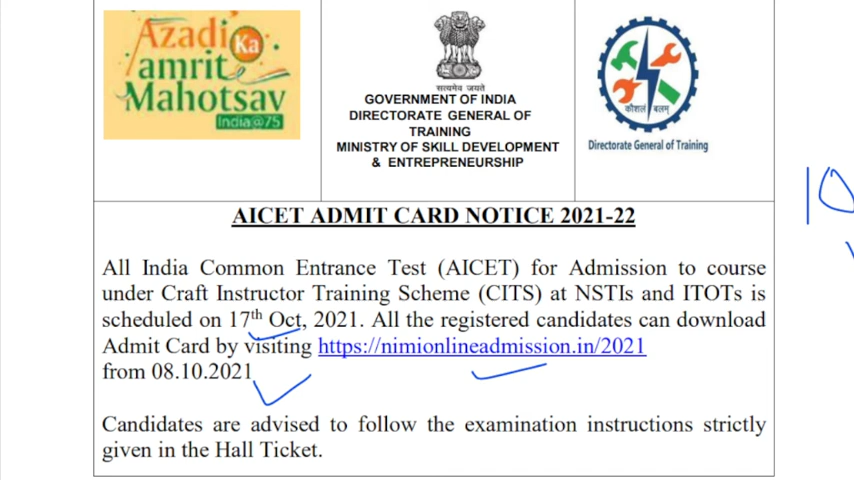 Azadi
Ka
amrit
Mahotsav
India@75
सत्यमेव जयते
GOVERNMENT OF INDIA
DIRECTORATE GENERAL OF
TRAINING
MINISTRY OF SKILL DEVELOPMENT
& ENTREPRENEURSHIP
कौशलं बलम्
Directorate General of Training
AICET ADMIT CARD NOTICE 2021-22
All India Common Entrance Test (AICET) for Admission to course
under Craft Instructor Training Scheme (CITS) at NSTIs and ITOTs is
scheduled on 17th Oct, 2021. All the registered candidates can download
Admit Card by visiting https://nimionlineadmission.in/2021
from 08.10.2021
Candidates are advised to follow the examination instructions strictly
given in the Hall Ticket.